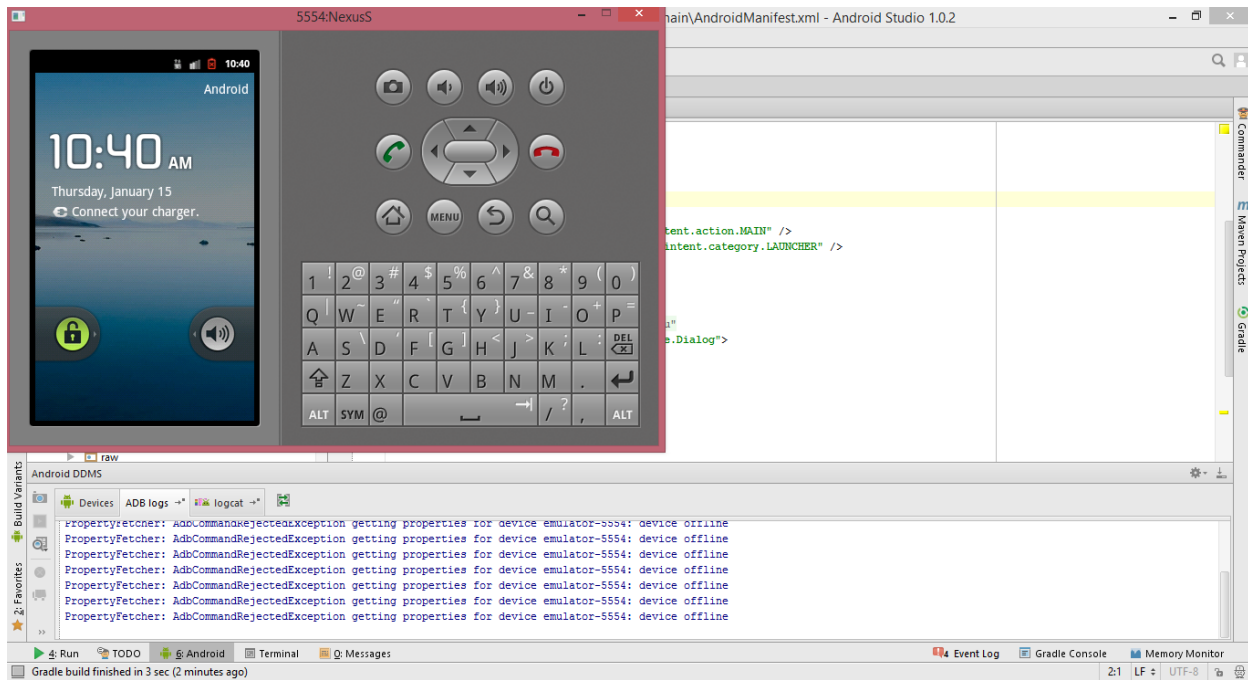 5554:NexusS
main\AndroidManifest.xml - Android Studio 1.0.2
10:40
Android
10:40 AM
Thursday, January 15
Connect your charger.
MENU
1 ! 2 @ 3 # 4 $ 5 % 6 ^ 7 & 8 * 9 ( 0 )
Q | W ~ E " R ` T { Y } U - I - O + P =
A S \ D ' F [ G ] H < J > K ; L : DEL
Z X C V B N M .
ALT SYM @ / ? , ALT
tent.action.MAIN" />
intent.category.LAUNCHER" />
u"
e.Dialog">
Commander
Maven Projects
Gradle
raw
Build Variants
2: Favorites
Android DDMS
Devices ADB logs logcat
PropertyFetcher: AdbCommandRejectedException getting properties for device emulator-5554: device offline
PropertyFetcher: AdbCommandRejectedException getting properties for device emulator-5554: device offline
PropertyFetcher: AdbCommandRejectedException getting properties for device emulator-5554: device offline
PropertyFetcher: AdbCommandRejectedException getting properties for device emulator-5554: device offline
PropertyFetcher: AdbCommandRejectedException getting properties for device emulator-5554: device offline
PropertyFetcher: AdbCommandRejectedException getting properties for device emulator-5554: device offline
PropertyFetcher: AdbCommandRejectedException getting properties for device emulator-5554: device offline
4: Run TODO 6: Android Terminal 0: Messages 4 Event Log Gradle Console Memory Monitor
Gradle build finished in 3 sec (2 minutes ago) 2:1 LF UTF-8